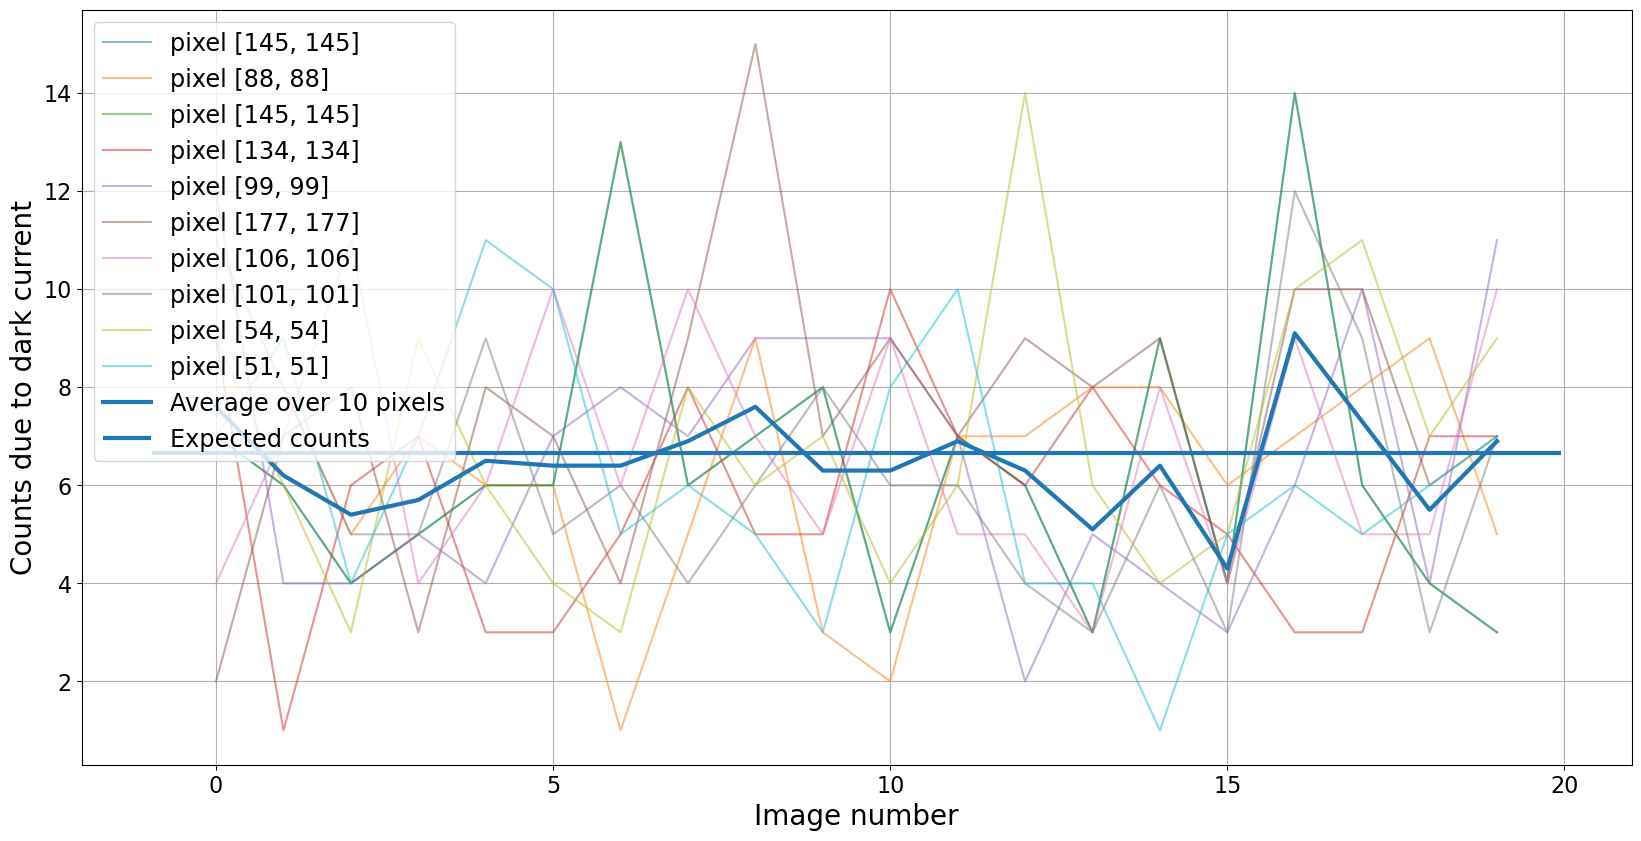 pixel [145, 145]
pixel [88, 88]
pixel [145, 145]
pixel [134, 134]
pixel [99, 99]
pixel [177, 177]
pixel [106, 106]
pixel [101, 101]
pixel [54, 54]
pixel [51, 51]
Average over 10 pixels
Expected counts
Counts due to dark current
14
12
10
8
6
4
2
0 5 10 15 20
Image number